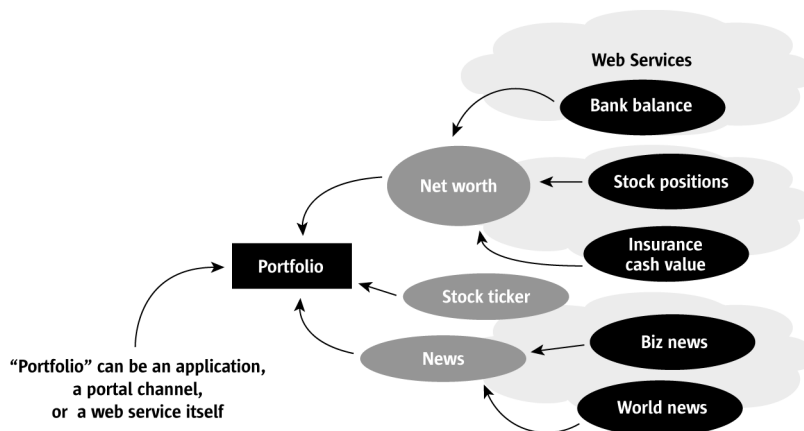 Web Services
Bank balance
Net worth
Stock positions
Insurance
cash value
Portfolio
Stock ticker
News
Biz news
World news
“Portfolio” can be an application,
a portal channel,
or a web service itself